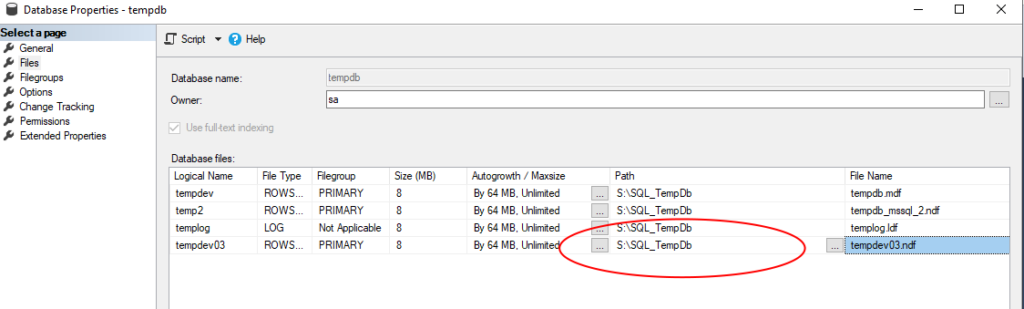 Database Properties - tempdb
Select a page
General
Files
Filegroups
Options
Change Tracking
Permissions
Extended Properties
Script Help
Database name: tempdb
Owner: sa ...
Use full-text indexing
Database files:
Logical Name File Type Filegroup Size (MB) Autogrowth / Maxsize Path File Name
tempdev ROWS... PRIMARY 8 By 64 MB, Unlimited ... S:\SQL_TempDb tempdb.mdf
temp2 ROWS... PRIMARY 8 By 64 MB, Unlimited ... S:\SQL_TempDb tempdb_mssql_2.ndf
templog LOG Not Applicable 8 By 64 MB, Unlimited ... S:\SQL_TempDb templog.ldf
tempdev03 ROWS... PRIMARY 8 By 64 MB, Unlimited ... S:\SQL_TempDb ... tempdev03.ndf